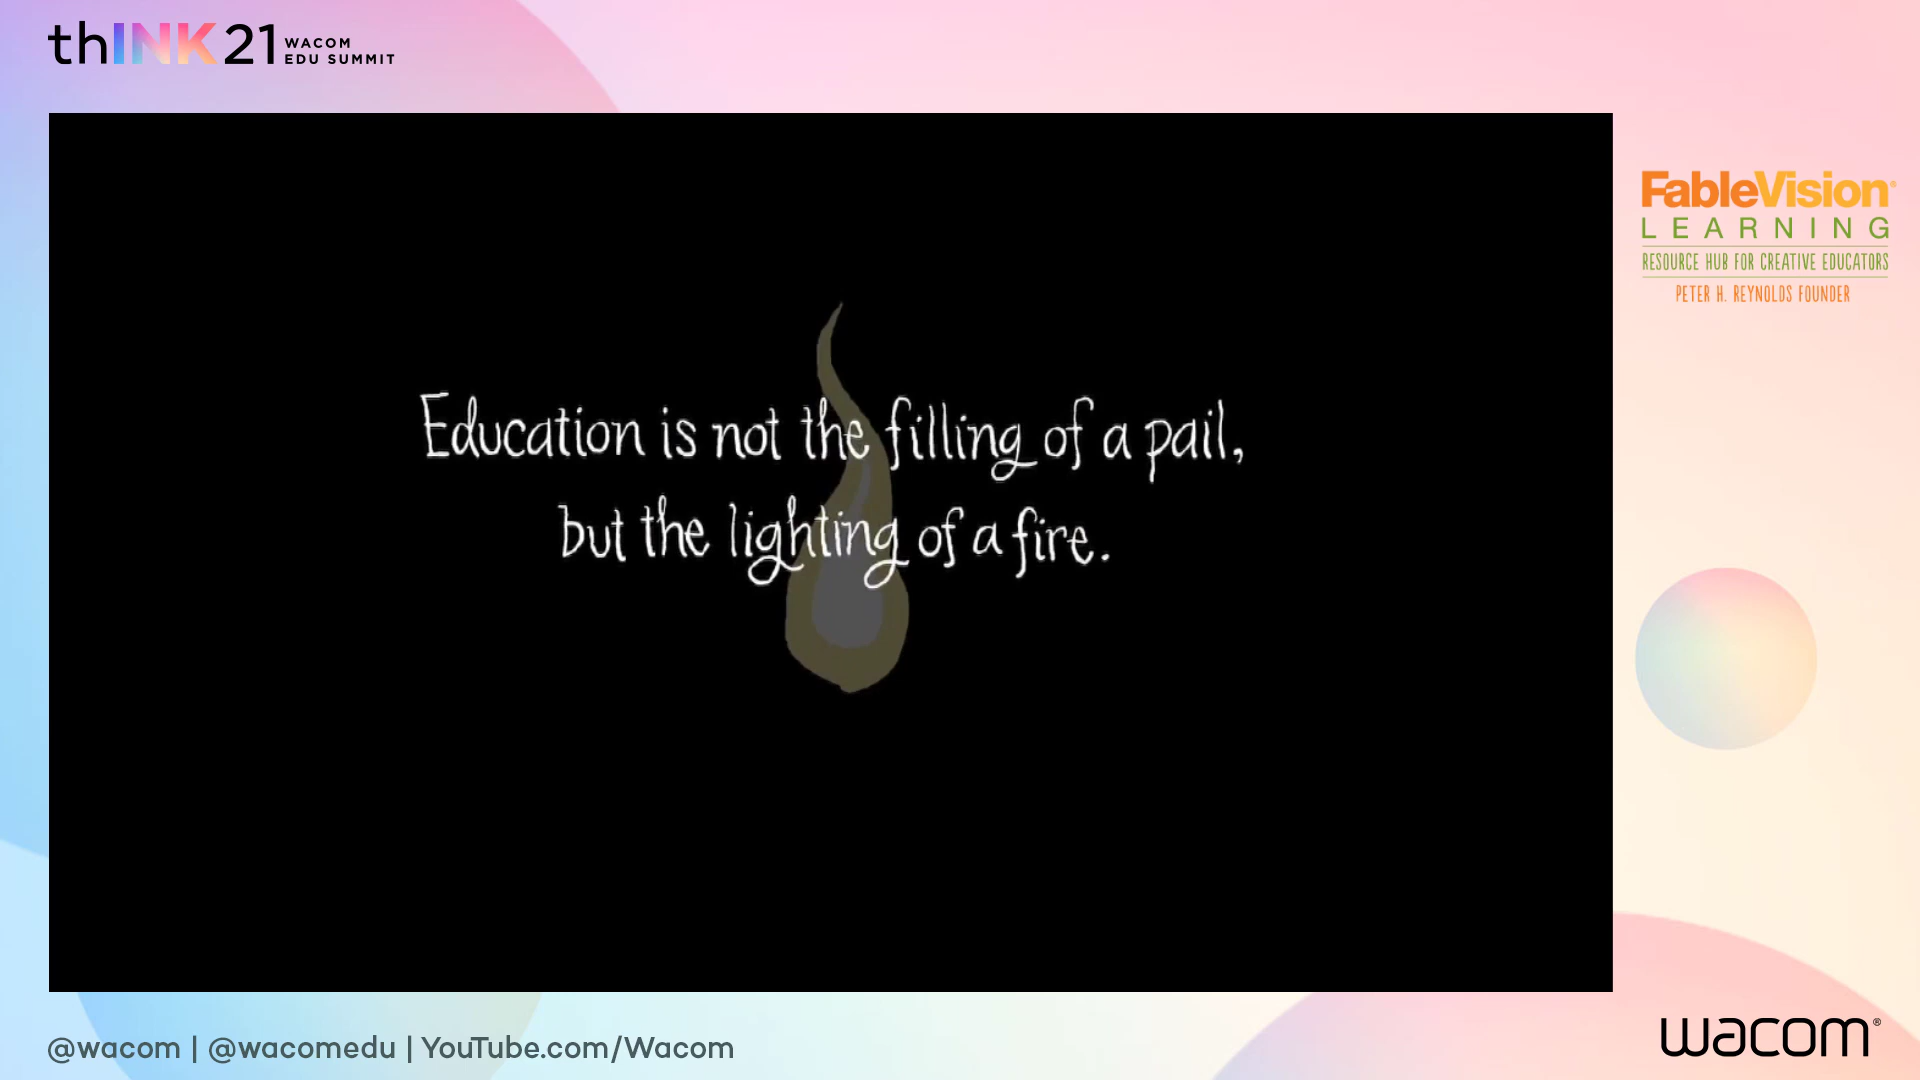 thINK21 WACOM
EDU SUMMIT
FableVision®
LEARNING
RESOURCE HUB FOR CREATIVE EDUCATORS
PETER H. REYNOLDS FOUNDER
Education is not the filling of a pail,
but the lighting of a fire.
@wacom | @wacomedu | YouTube.com/Wacom
wacom®